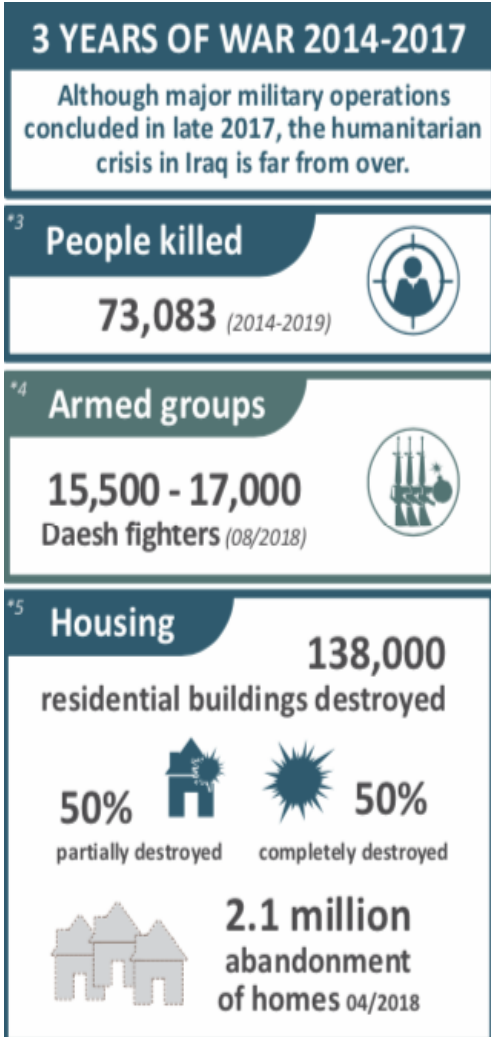 3 YEARS OF WAR 2014-2017
Although major military operations
concluded in late 2017, the humanitarian
crisis in Iraq is far from over.
*3
People killed
73,083 (2014-2019)
*4
Armed groups
15,500 - 17,000
Daesh fighters (08/2018)
*5
Housing
138,000
residential buildings destroyed
50%
partially destroyed
50%
completely destroyed
2.1 million
abandonment
of homes 04/2018